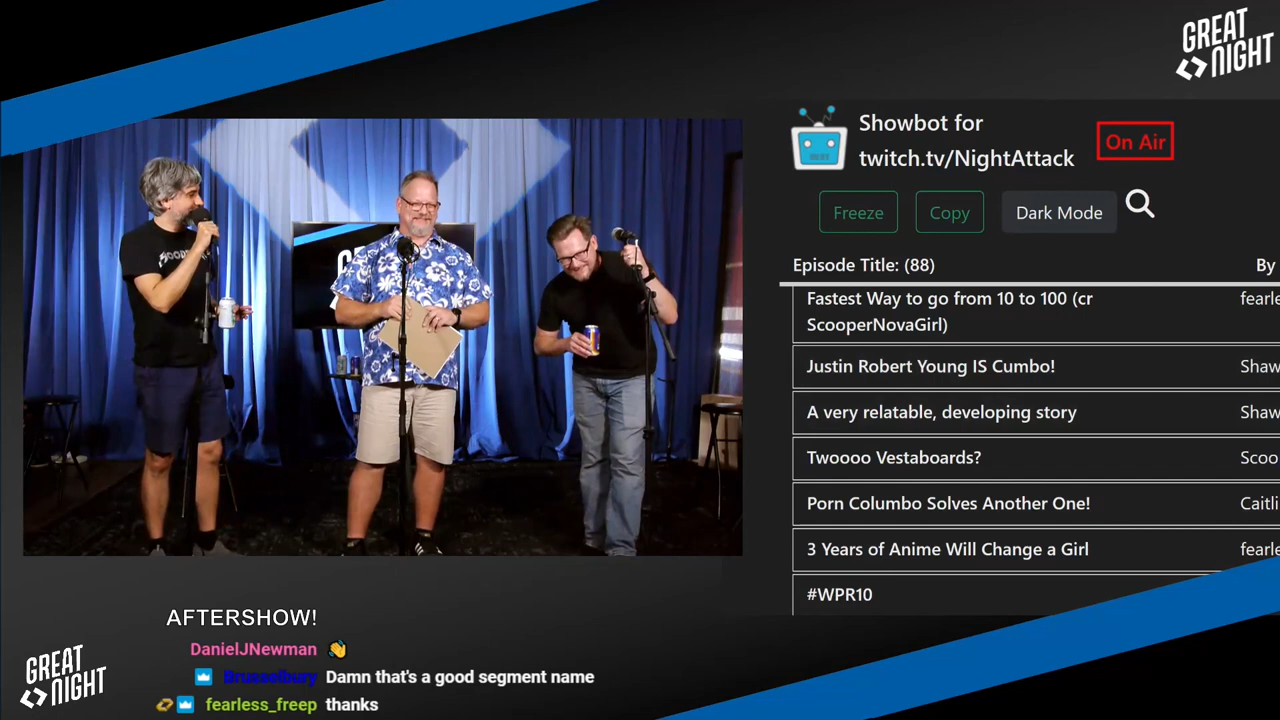 GREAT
NIGHT
Showbot for
twitch.tv/NightAttack
On Air
Freeze
Copy
Dark Mode
Episode Title: (88)
By
Fastest Way to go from 10 to 100 (cr
fearle
ScooperNovaGirl)
Justin Robert Young IS Cumbo!
Shaw
A very relatable, developing story
Shaw
Twoooo Vestaboards?
Scoo
Porn Columbo Solves Another One!
Caitli
3 Years of Anime Will Change a Girl
fearle
#WPR10
AFTERSHOW!
DanielJNewman
Brusselbury Damn that's a good segment name
fearless_freep thanks
GREAT
NIGHT